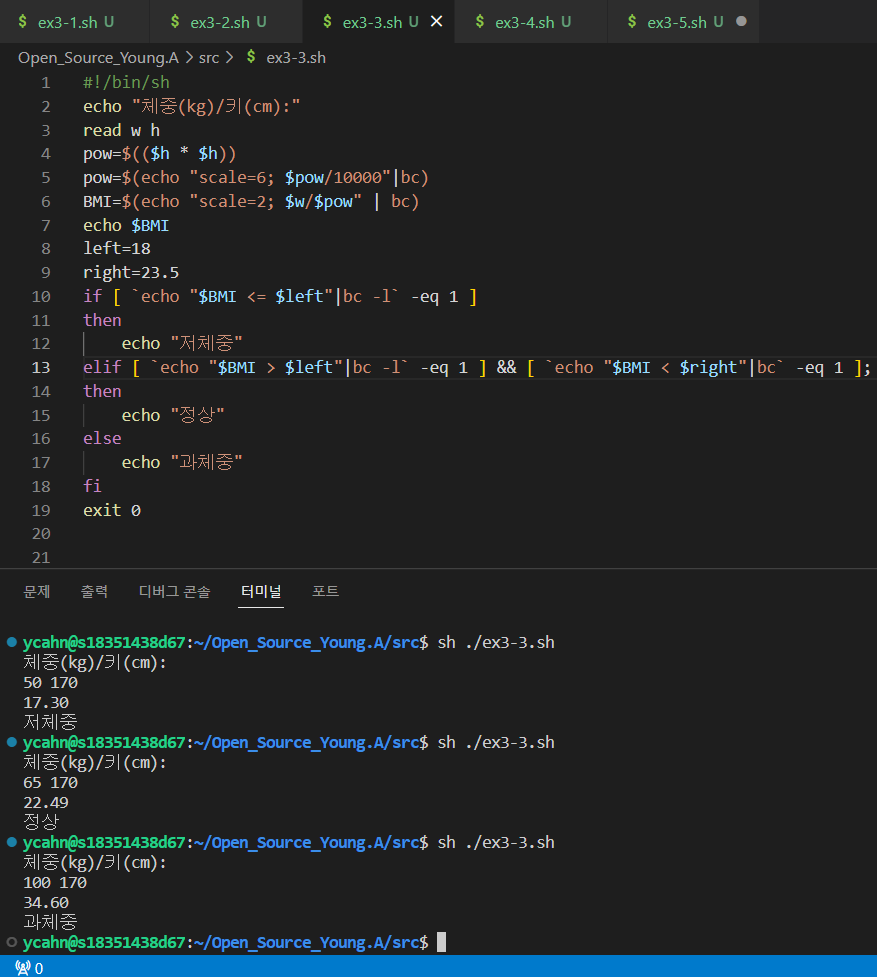 $ ex3-1.sh U $ ex3-2.sh U $ ex3-3.sh U × $ ex3-4.sh U $ ex3-5.sh U ●
Open_Source_Young.A > src > $ ex3-3.sh
1 #!/bin/sh
2 echo "체중(kg)/키(cm):"
3 read w h
4 pow=$(($h * $h))
5 pow=$(echo "scale=6; $pow/10000"|bc)
6 BMI=$(echo "scale=2; $w/$pow" | bc)
7 echo $BMI
8 left=18
9 right=23.5
10 if [ `echo "$BMI <= $left"|bc -l` -eq 1 ]
11 then
12 echo "저체중"
13 elif [ `echo "$BMI > $left"|bc -l` -eq 1 ] && [ `echo "$BMI < $right"|bc` -eq 1 ];
14 then
15 echo "정상"
16 else
17 echo "과체중"
18 fi
19 exit 0
20
21
문제 출력 디버그 콘솔 터미널 포트
ycahn@s18351438d67:~/Open_Source_Young.A/src$ sh ./ex3-3.sh
체중(kg)/키(cm):
50 170
17.30
저체중
ycahn@s18351438d67:~/Open_Source_Young.A/src$ sh ./ex3-3.sh
체중(kg)/키(cm):
65 170
22.49
정상
ycahn@s18351438d67:~/Open_Source_Young.A/src$ sh ./ex3-3.sh
체중(kg)/키(cm):
100 170
34.60
과체중
ycahn@s18351438d67:~/Open_Source_Young.A/src$
0